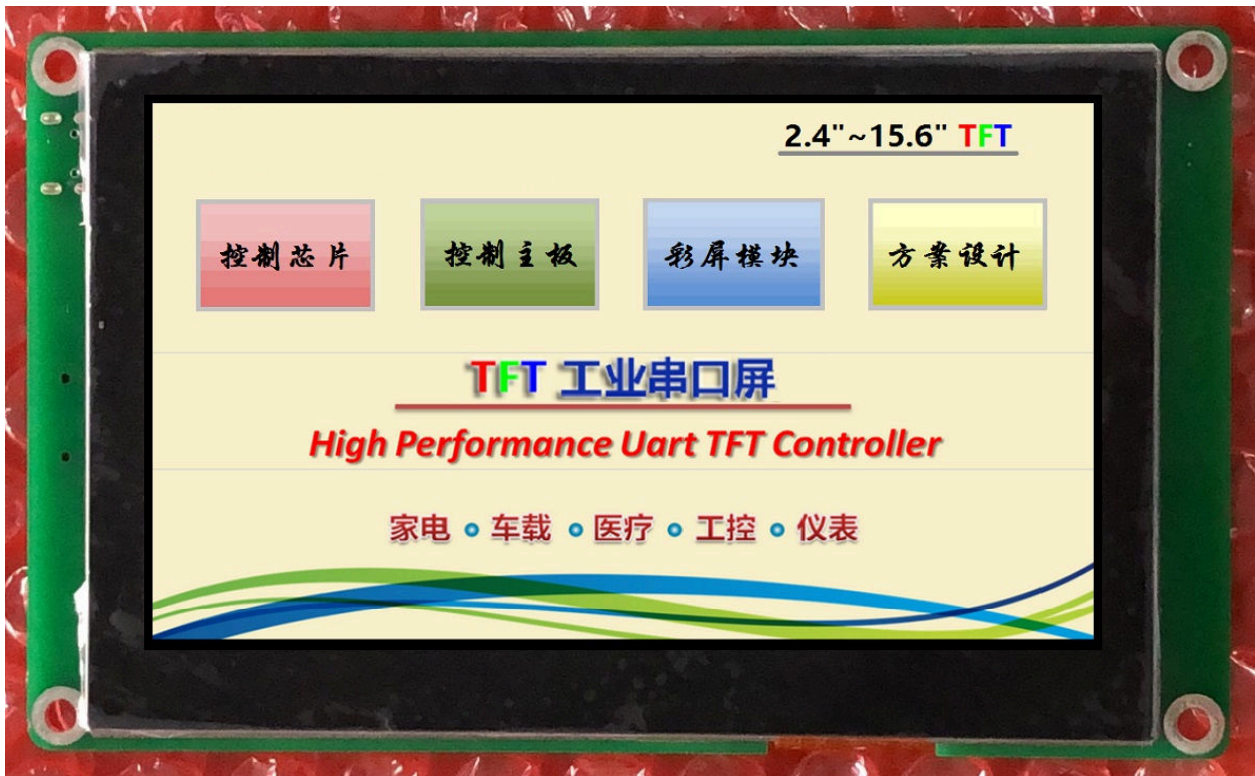 2.4"~15.6" TFT
控制芯片 控制主板 彩屏模块 方案设计
TFT 工业串口屏
High Performance Uart TFT Controller
家电 • 车载 • 医疗 • 工控 • 仪表